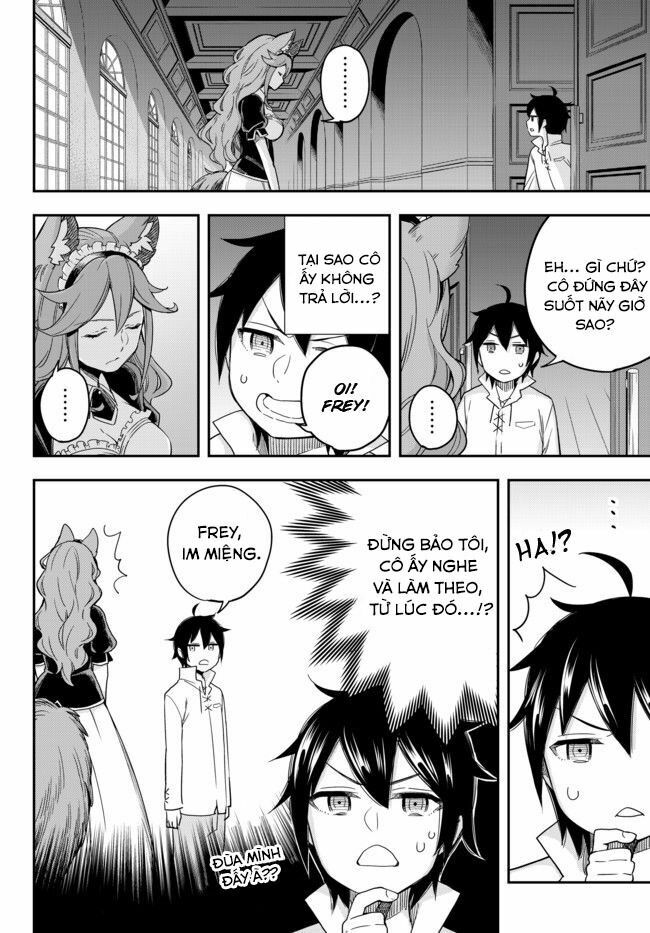 ......
EH... GÌ CHỨ?
CÔ ĐỨNG ĐÂY
SUỐT NÃY GIỜ
SAO?
......
TẠI SAO CÔ
ẤY KHÔNG
TRẢ LỜI...?
OI!
FREY!
......
...
HA!?
ĐỪNG BẢO TÔI,
CÔ ẤY NGHE
VÀ LÀM THEO,
TỪ LÚC ĐÓ...!?
FREY,
IM MIỆNG.
ĐÙA MÌNH
ĐẤY À??